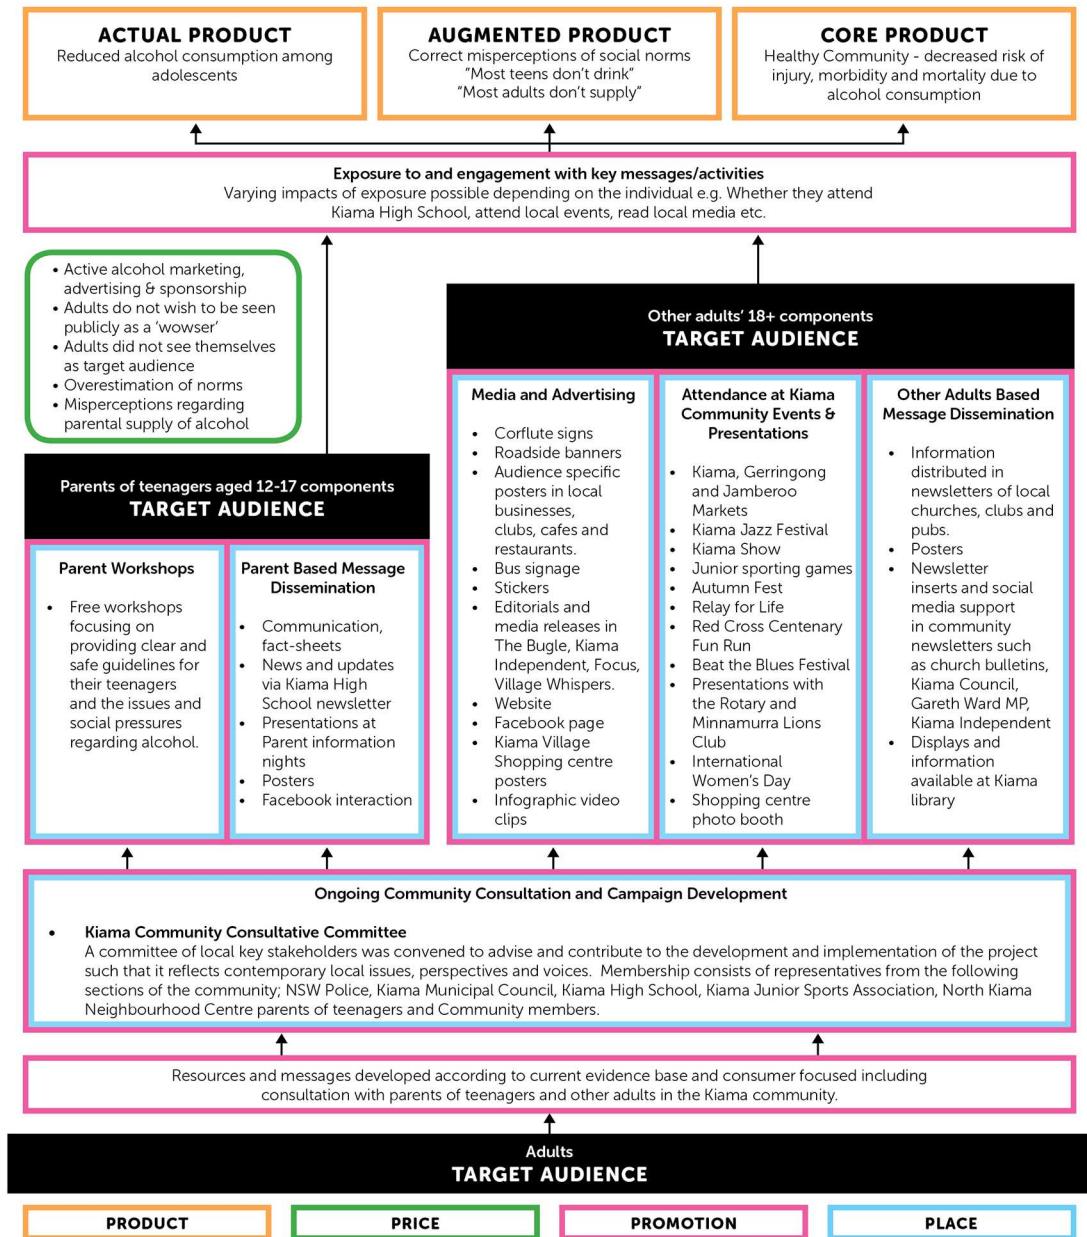 ACTUAL PRODUCT
Reduced alcohol consumption among
adolescents
AUGMENTED PRODUCT
Correct misperceptions of social norms
“Most teens don’t drink”
“Most adults don’t supply”
CORE PRODUCT
Healthy Community - decreased risk of
injury, morbidity and mortality due to
alcohol consumption
Exposure to and engagement with key messages/activities
Varying impacts of exposure possible depending on the individual e.g. Whether they attend
Kiama High School, attend local events, read local media etc.
• Active alcohol marketing,
advertising & sponsorship
• Adults do not wish to be seen
publicly as a ‘wowser’
• Adults did not see themselves
as target audience
• Overestimation of norms
• Misperceptions regarding
parental supply of alcohol
Parents of teenagers aged 12-17 components
TARGET AUDIENCE
Parent Workshops
• Free workshops
focusing on
providing clear and
safe guidelines for
their teenagers
and the issues and
social pressures
regarding alcohol.
Parent Based Message
Dissemination
• Communication,
fact-sheets
• News and updates
via Kiama High
School newsletter
• Presentations at
Parent information
nights
• Posters
• Facebook interaction
Other adults’ 18+ components
TARGET AUDIENCE
Media and Advertising
• Corflute signs
• Roadside banners
• Audience specific
posters in local
businesses,
clubs, cafes and
restaurants.
• Bus signage
• Stickers
• Editorials and
media releases in
The Bugle, Kiama
Independent, Focus,
Village Whispers.
• Website
• Facebook page
• Kiama Village
Shopping centre
posters
• Infographic video
clips
Attendance at Kiama
Community Events &
Presentations
• Kiama, Gerringong
and Jamberoo
Markets
• Kiama Jazz Festival
• Kiama Show
• Junior sporting games
• Autumn Fest
• Relay for Life
• Red Cross Centenary
Fun Run
• Beat the Blues Festival
• Presentations with
the Rotary and
Minnamurra Lions
Club
• International
Women’s Day
• Shopping centre
photo booth
Other Adults Based
Message Dissemination
• Information
distributed in
newsletters of local
churches, clubs and
pubs.
• Posters
• Newsletter
inserts and social
media support
in community
newsletters such
as church bulletins,
Kiama Council,
Gareth Ward MP,
Kiama Independent
• Displays and
information
available at Kiama
library
Ongoing Community Consultation and Campaign Development
• Kiama Community Consultative Committee
A committee of local key stakeholders was convened to advise and contribute to the development and implementation of the project
such that it reflects contemporary local issues, perspectives and voices. Membership consists of representatives from the following
sections of the community; NSW Police, Kiama Municipal Council, Kiama High School, Kiama Junior Sports Association, North Kiama
Neighbourhood Centre parents of teenagers and Community members.
Resources and messages developed according to current evidence base and consumer focused including
consultation with parents of teenagers and other adults in the Kiama community.
Adults
TARGET AUDIENCE
PRODUCT
PRICE
PROMOTION
PLACE